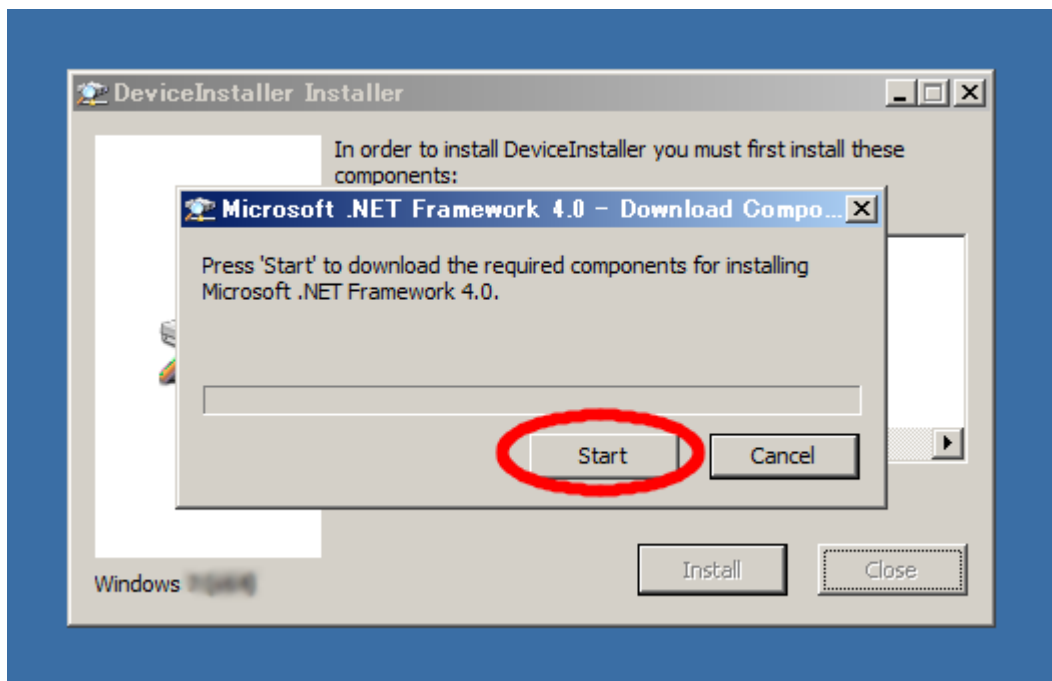 DeviceInstaller Installer
In order to install DeviceInstaller you must first install these
components:
Microsoft .NET Framework 4.0 - Download Compo...
Press 'Start' to download the required components for installing
Microsoft .NET Framework 4.0.
Start
Cancel
Install
Close
Windows